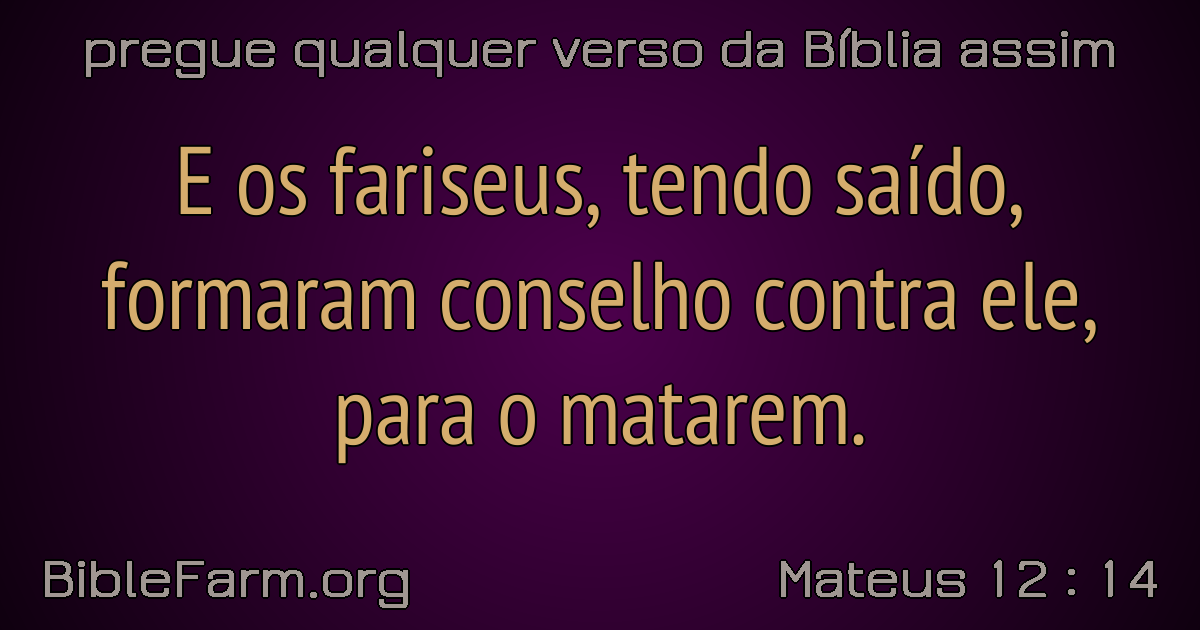 pregue qualquer verso da Bíblia assim
E os fariseus, tendo saído,
formaram conselho contra ele,
para o matarem.
BibleFarm.org
Mateus 12 : 14